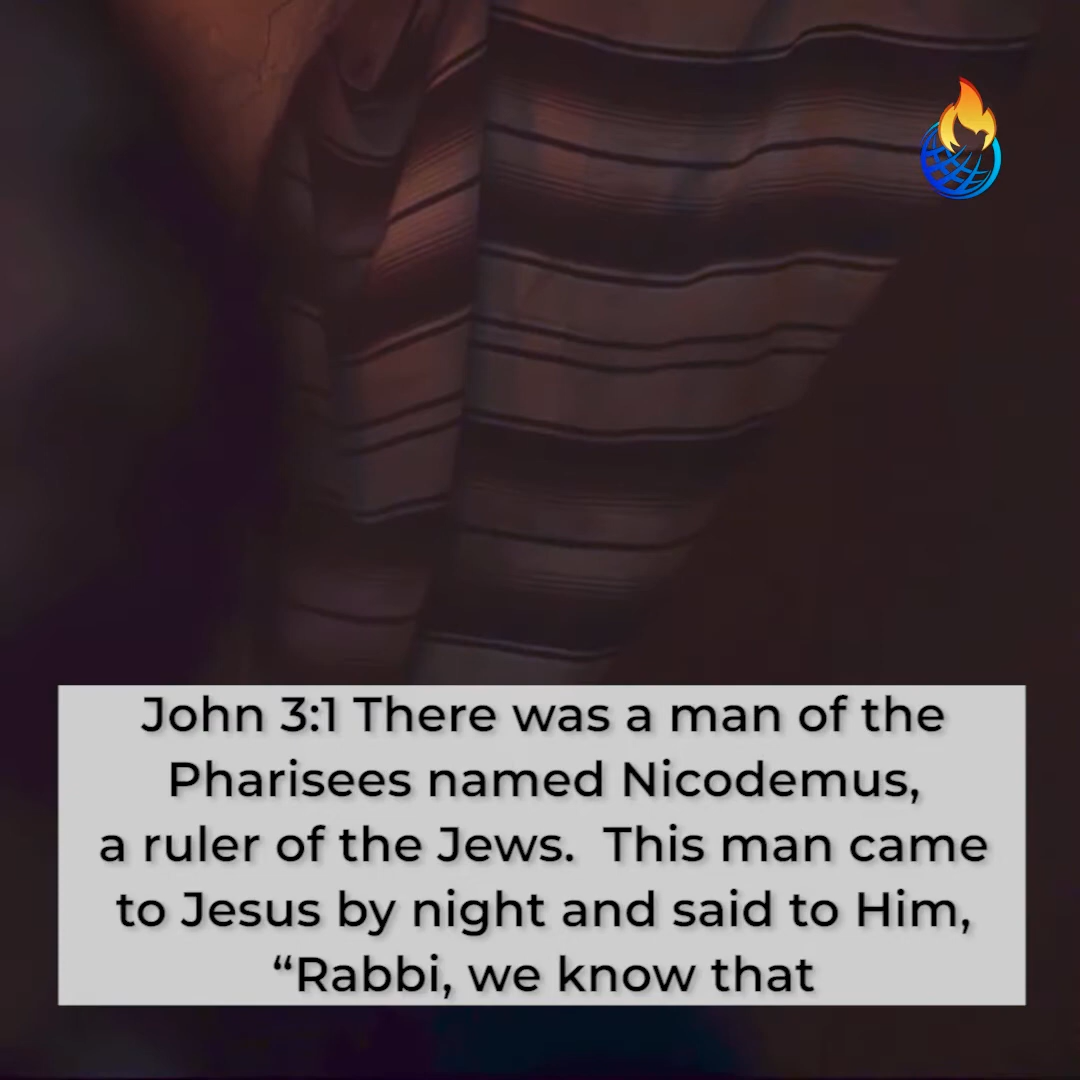 John 3:1 There was a man of the
Pharisees named Nicodemus,
a ruler of the Jews.  This man came
to Jesus by night and said to Him,
“Rabbi, we know that